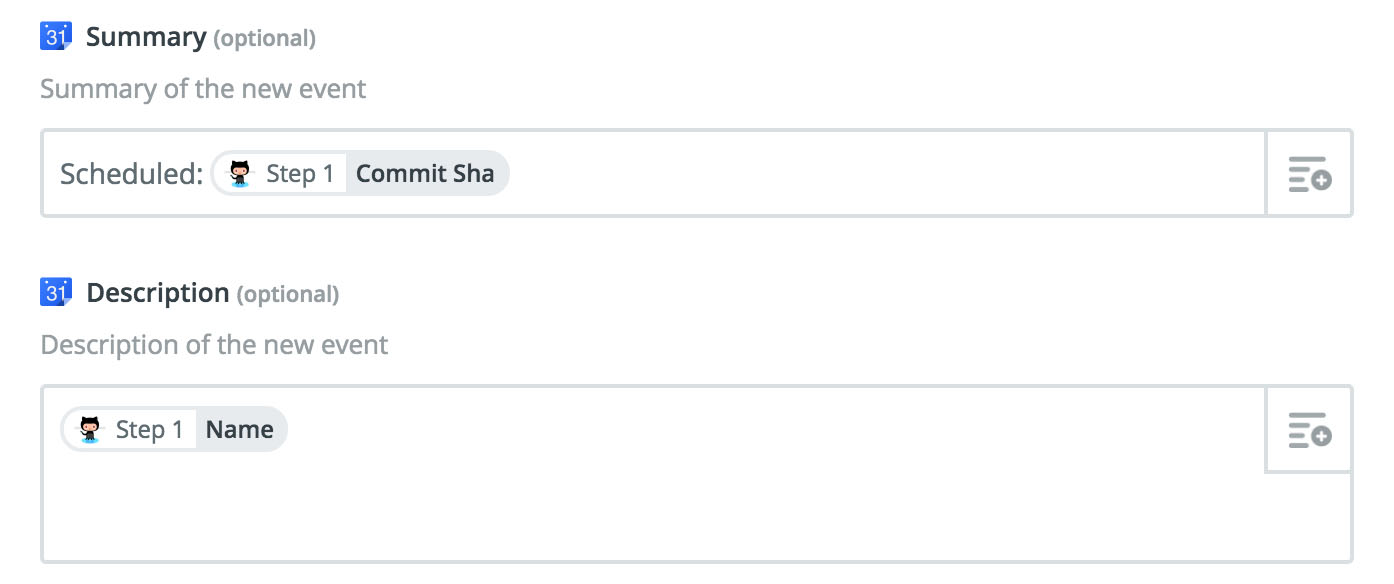 31 Summary (optional)
Summary of the new event
Scheduled: Step 1 Commit Sha
31 Description (optional)
Description of the new event
Step 1 Name